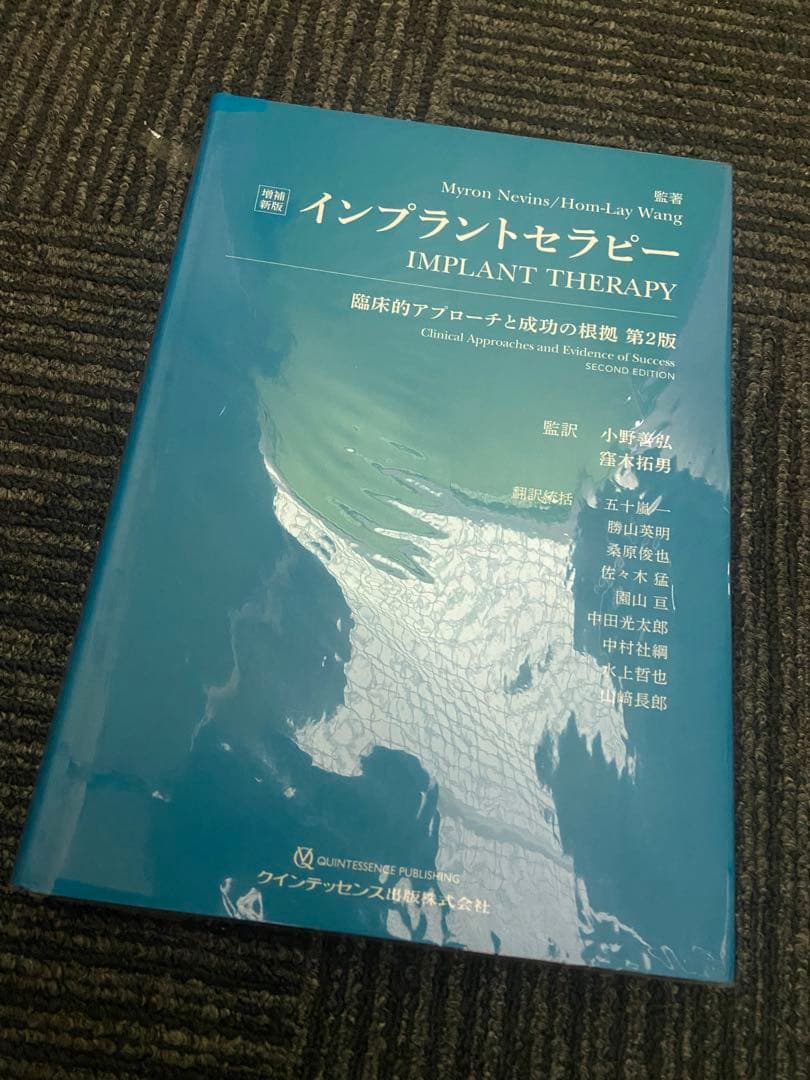 監著
Myron Nevins/Hom-Lay Wang
増補
新版
インプラントセラピー
IMPLANT THERAPY
臨床的アプローチと成功の根拠 第2版
Clinical Approaches and Evidence of Success
SECOND EDITION
監訳 小野善弘
窪木拓男
翻訳統括 五十嵐一
勝山英明
桑原俊也
佐々木 猛
園山 亘
中田光太郎
中村社綱
水上哲也
山﨑長郎
QUINTESSENCE PUBLISHING
クインテッセンス出版株式会社